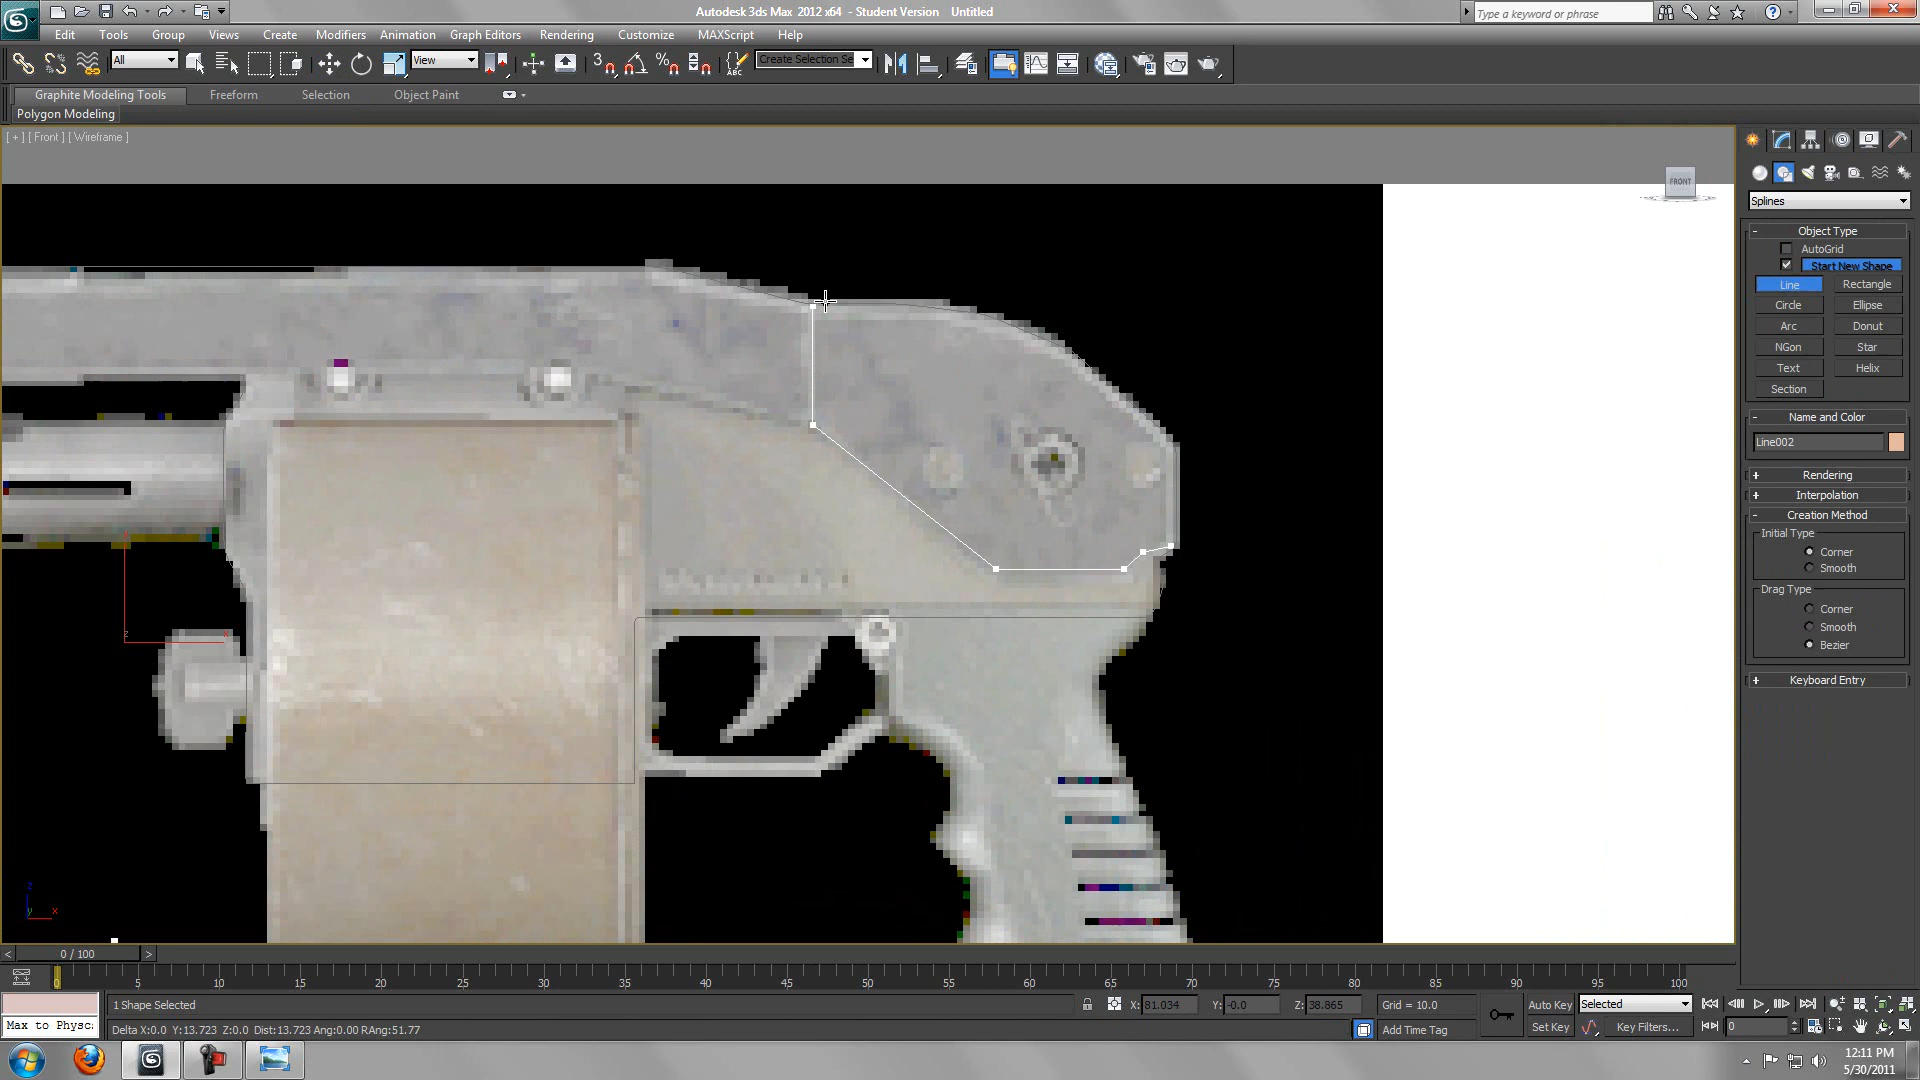 Autodesk 3ds Max 2012 x64 - Student Version Untitled
Type a keyword or phrase
Edit Tools Group Views Create Modifiers Animation Graph Editors Rendering Customize MAXScript Help
All
View
Create Selection Se
Graphite Modeling Tools Freeform Selection Object Paint
Polygon Modeling
[ + ] [ Front ] [ Wireframe ]
FRONT
Splines
- Object Type
AutoGrid
Start New Shape
Line Rectangle
Circle Ellipse
Arc Donut
NGon Star
Text Helix
Section
- Name and Color
Line002
+ Rendering
+ Interpolation
- Creation Method
Initial Type
Corner
Smooth
Drag Type
Corner
Smooth
Bezier
+ Keyboard Entry
z
x
z
y x
< 0 / 100 >
0 5 10 15 20 25 30 35 40 45 50 55 60 65 70 75 80 85 90 95 100
1 Shape Selected
X: 81.034 Y: -0.0 Z: 38.865 Grid = 10.0
Auto Key Selected
Max to Physc:
Delta X:0.0 Y:13.723 Z:0.0 Dist:13.723 Ang:0.00 RAng:51.77
Add Time Tag
Set Key Key Filters... 0
12:11 PM
5/30/2011